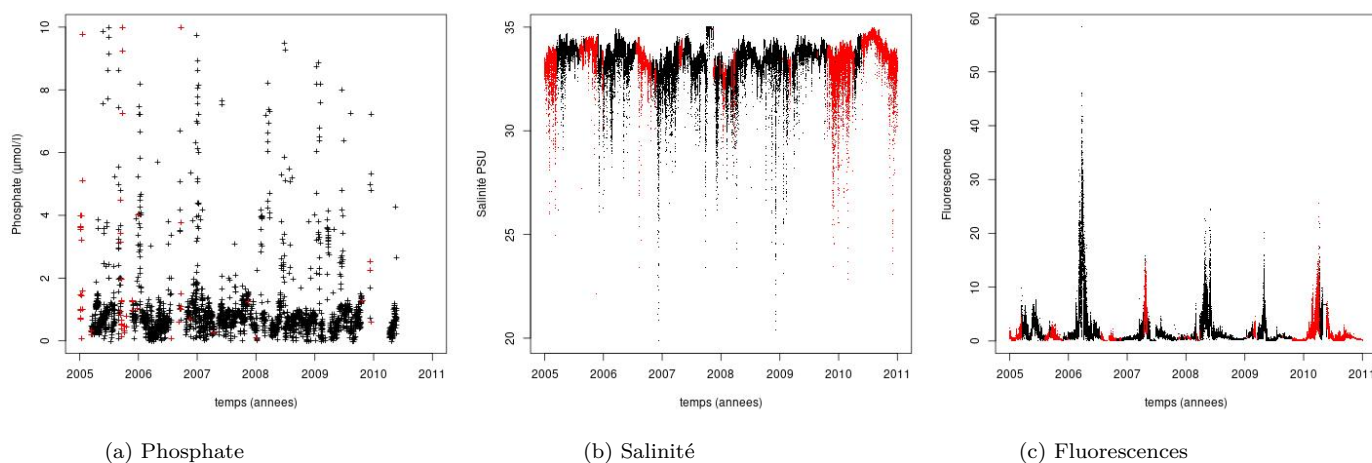 Phosphate (µmol/l)
10
8
6
4
2
0
2005 2006 2007 2008 2009 2010 2011
temps (annees)
(a) Phosphate
Salinité PSU
35
30
25
20
2005 2006 2007 2008 2009 2010 2011
temps (annees)
(b) Salinité
Fluorescence
60
50
40
30
20
10
0
2005 2006 2007 2008 2009 2010 2011
temps (annees)
(c) Fluorescences